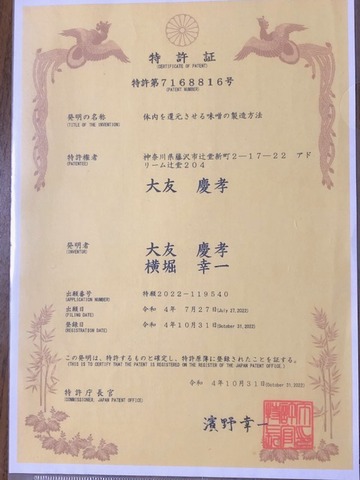 特許証
(CERTIFICATE OF PATENT)
特許第7168816号
(PATENT NUMBER)
発明の名称
(TITLE OF THE INVENTION)
体内を還元させる味噌の製造方法
特許権者
(PATENTEE)
神奈川県藤沢市辻堂新町2-17-22 アド
リーム辻堂204
大友 慶孝
発明者
(INVENTOR)
大友 慶孝
横堀 幸一
出願番号
(APPLICATION NUMBER)
特願2022-119540
出願日
(FILING DATE)
令和 4年 7月27日(July 27,2022)
登録日
(REGISTRATION DATE)
令和 4年10月31日(October 31,2022)
この発明は、特許するものと確定し、特許原簿に登録されたことを証する。
(THIS IS TO CERTIFY THAT THE PATENT IS REGISTERED ON THE REGISTER OF THE JAPAN PATENT OFFICE.)
令和 4年10月31日(October 31,2022)
特許庁長官
(COMMISSIONER, JAPAN PATENT OFFICE)
濱野幸一